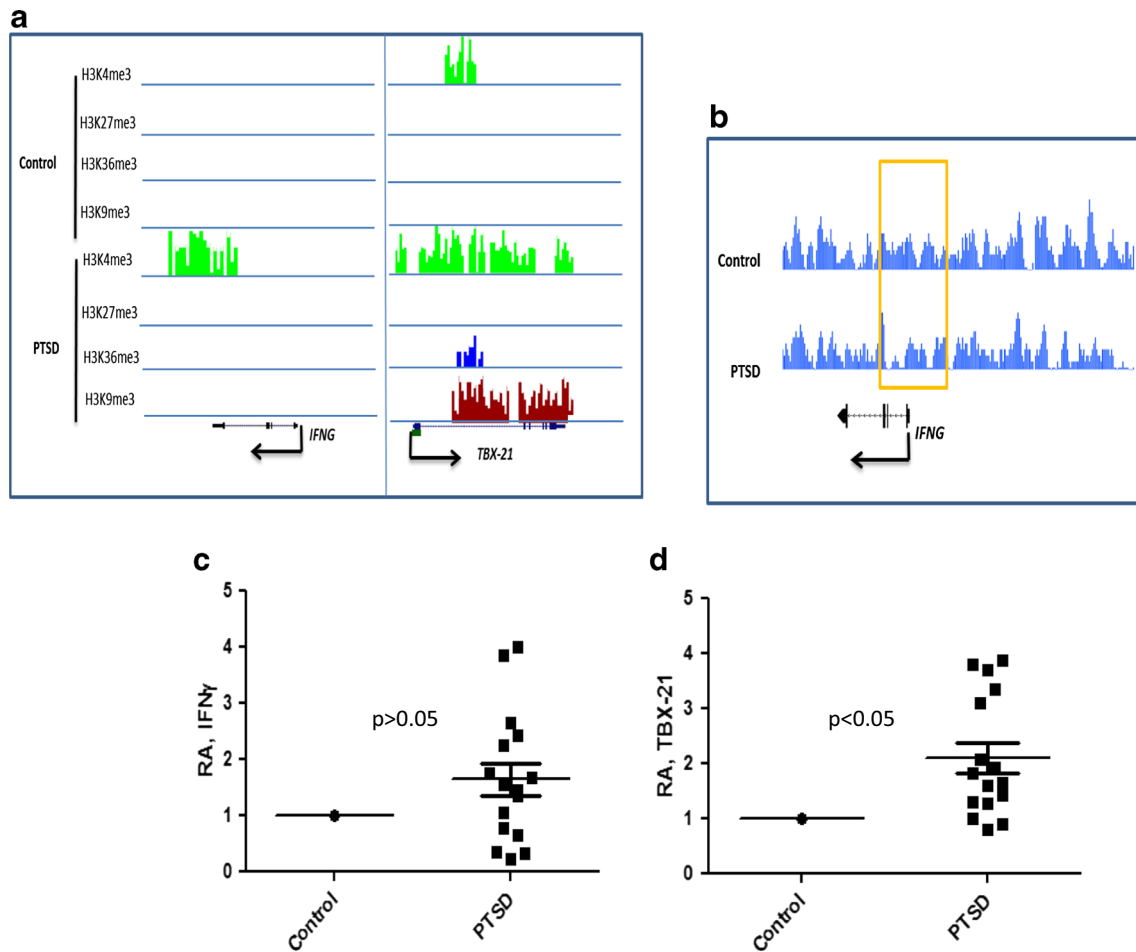 a
Control
H3K4me3
H3K27me3
H3K36me3
H3K9me3
PTSD
H3K4me3
H3K27me3
H3K36me3
H3K9me3
IFNG
TBX-21
b
Control
PTSD
IFNG
c
RA, IFNγ
5
4
3
2
1
0
p>0.05
Control
PTSD
d
RA, TBX-21
5
4
3
2
1
0
p<0.05
Control
PTSD